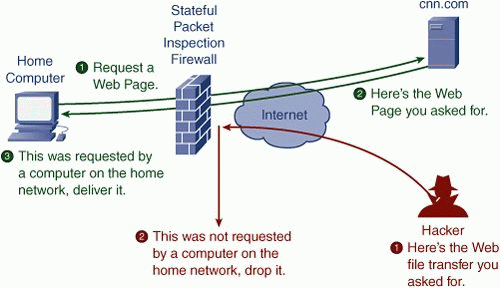 Stateful
Packet
Inspection
Firewall
cnn.com
Home
Computer
1 Request a
Web Page.
2 Here's the Web
Page you asked for.
Internet
3 This was requested by
a computer on the home
network, deliver it.
2 This was not requested
by a computer on the
home network, drop it.
Hacker
1 Here's the Web
file transfer you
asked for.